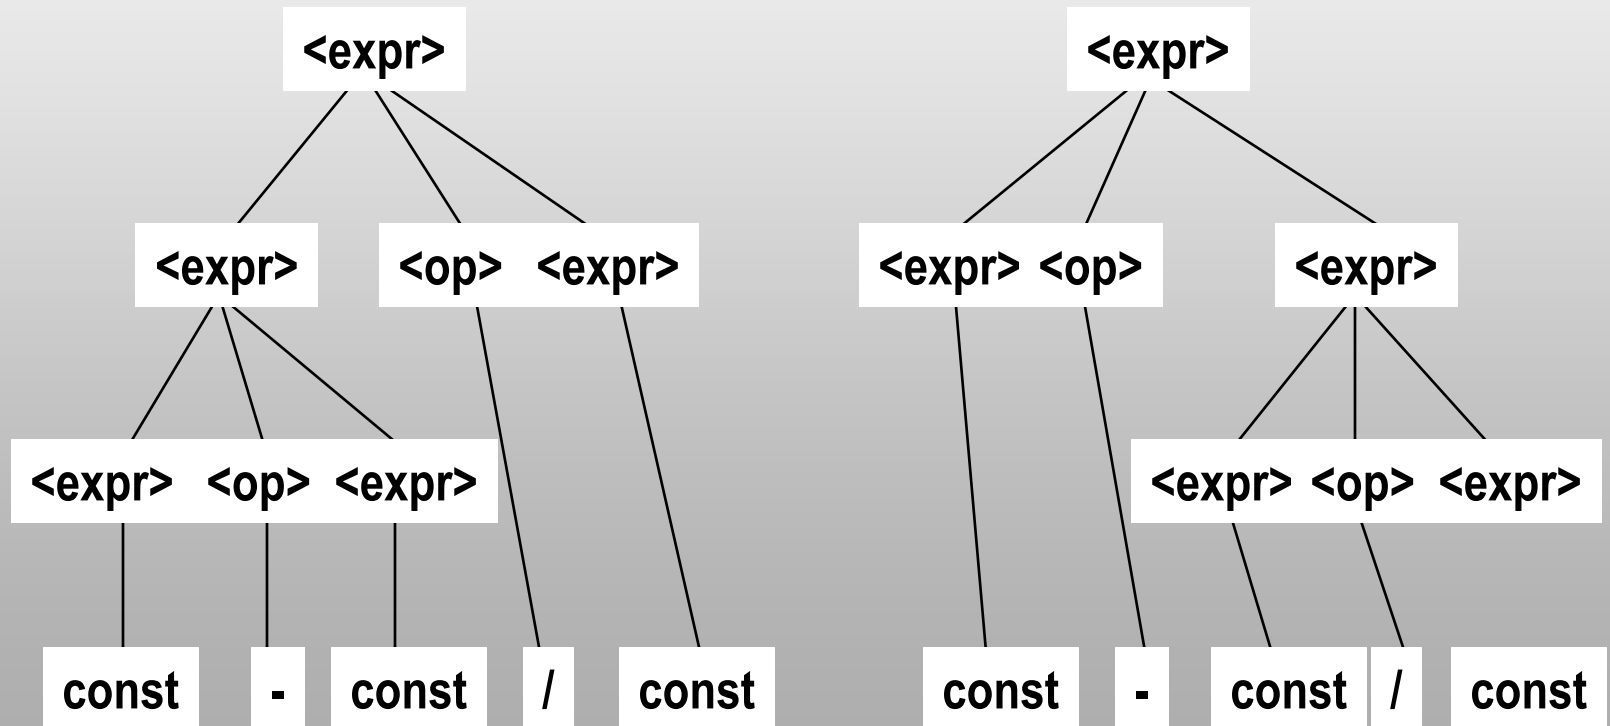 <expr> <expr>
<expr> <op> <expr> <expr> <op> <expr>
<expr> <op> <expr> <expr> <op> <expr>
const - const / const const - const / const